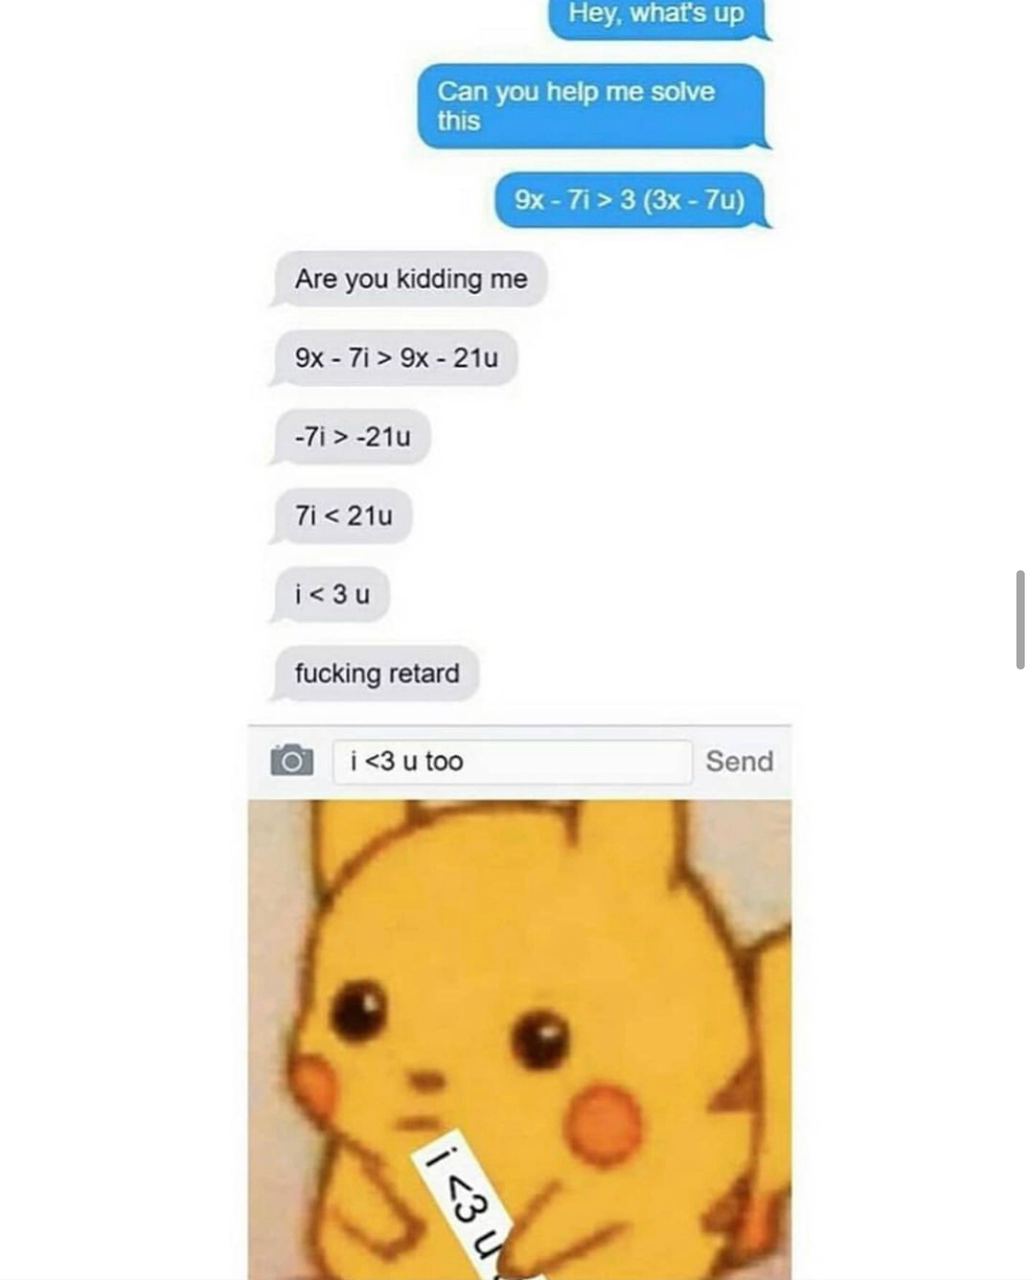 Hey, what's up
Can you help me solve
this
9x - 7i > 3 (3x - 7u)
Are you kidding me
9x - 7i > 9x - 21u
-7i > -21u
7i < 21u
i < 3 u
fucking retard
i <3 u too
Send
i <3 u